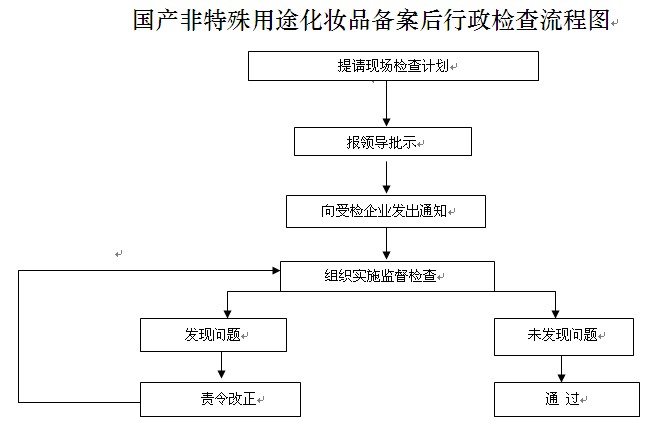 国产非特殊用途化妆品备案后行政检查流程图
提请现场检查计划
报领导批示
向受检企业发出通知
组织实施监督检查
发现问题
未发现问题
责令改正
通 过